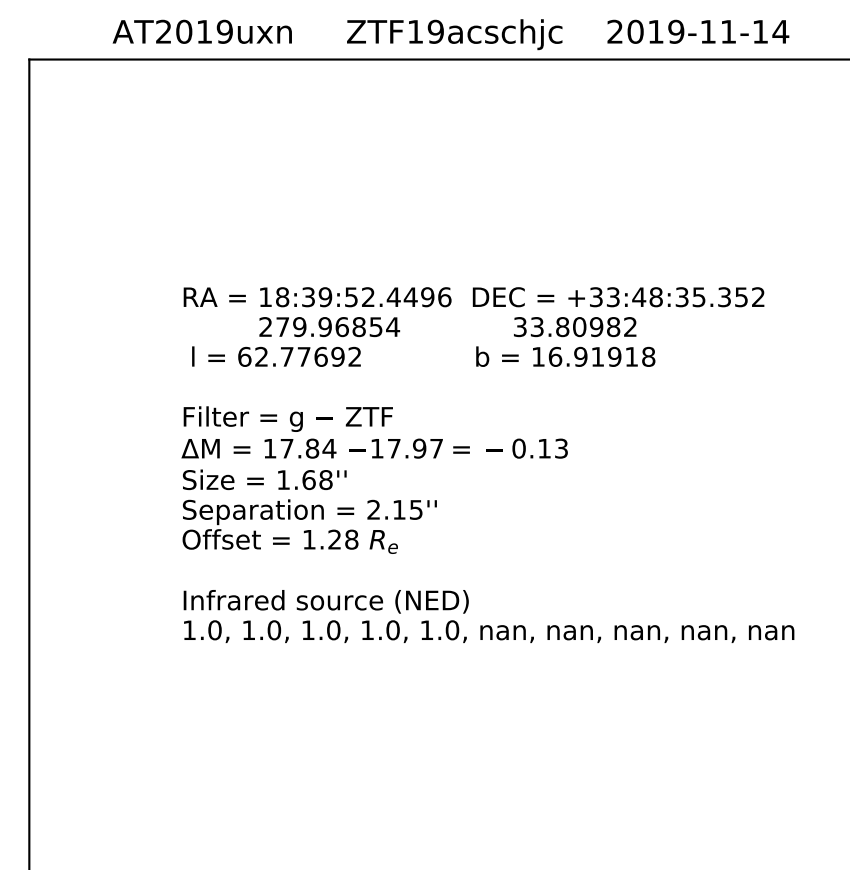 AT2019uxn ZTF19acschjc 2019-11-14
RA = 18:39:52.4496 DEC = +33:48:35.352
279.96854 33.80982
l = 62.77692 b = 16.91918
Filter = g − ZTF
ΔM = 17.84 −17.97 = − 0.13
Size = 1.68''
Separation = 2.15''
Offset = 1.28 Re
Infrared source (NED)
1.0, 1.0, 1.0, 1.0, 1.0, nan, nan, nan, nan, nan